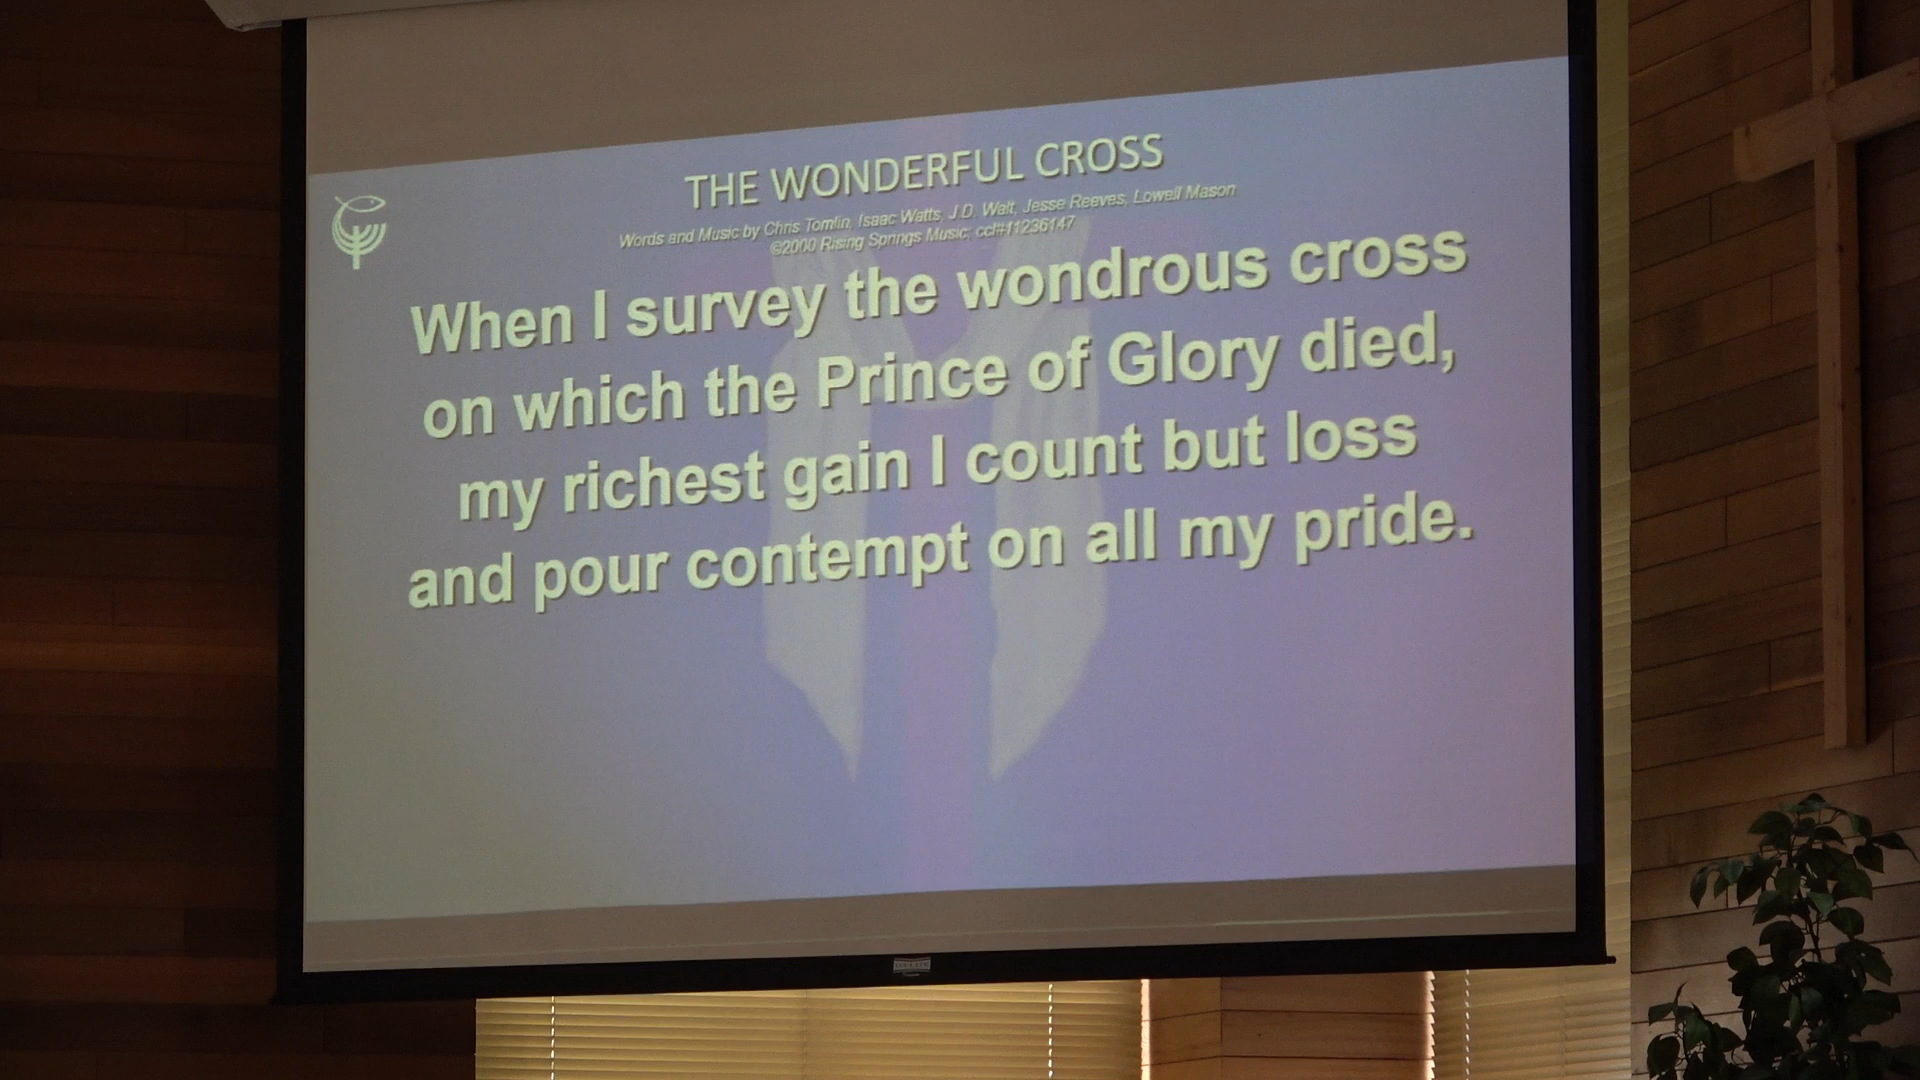 THE WONDERFUL CROSS
Words and Music by Chris Tomlin, Isaac Watts, J.D. Walt, Jesse Reeves, Lowell Mason
©2000 Rising Springs Music; ccl#11236147
When I survey the wondrous cross
on which the Prince of Glory died,
my richest gain I count but loss
and pour contempt on all my pride.